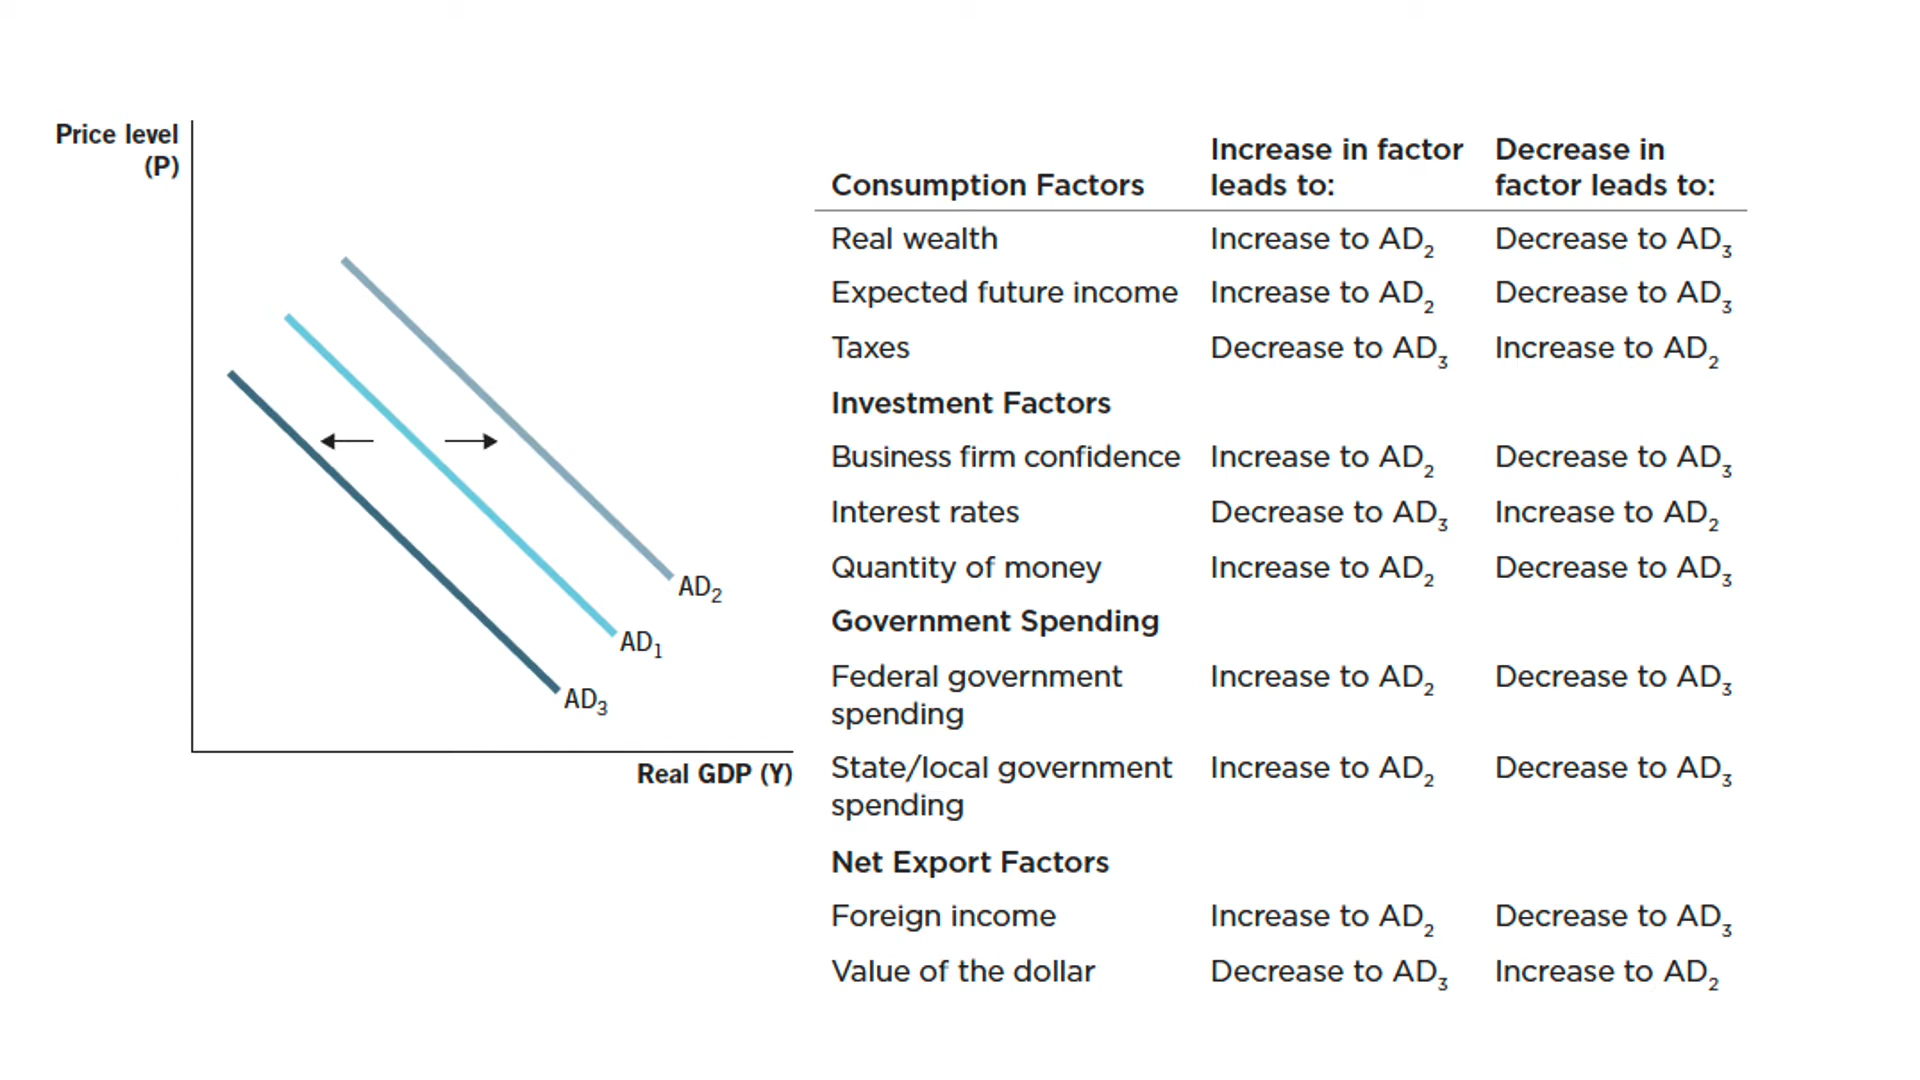 Price level
(P)
AD₂
AD₁
AD₃
Real GDP (Y)
Consumption Factors Increase in factor leads to: Decrease in factor leads to:
Real wealth Increase to AD₂ Decrease to AD₃
Expected future income Increase to AD₂ Decrease to AD₃
Taxes Decrease to AD₃ Increase to AD₂
Investment Factors
Business firm confidence Increase to AD₂ Decrease to AD₃
Interest rates Decrease to AD₃ Increase to AD₂
Quantity of money Increase to AD₂ Decrease to AD₃
Government Spending
Federal government Increase to AD₂ Decrease to AD₃
spending
State/local government Increase to AD₂ Decrease to AD₃
spending
Net Export Factors
Foreign income Increase to AD₂ Decrease to AD₃
Value of the dollar Decrease to AD₃ Increase to AD₂